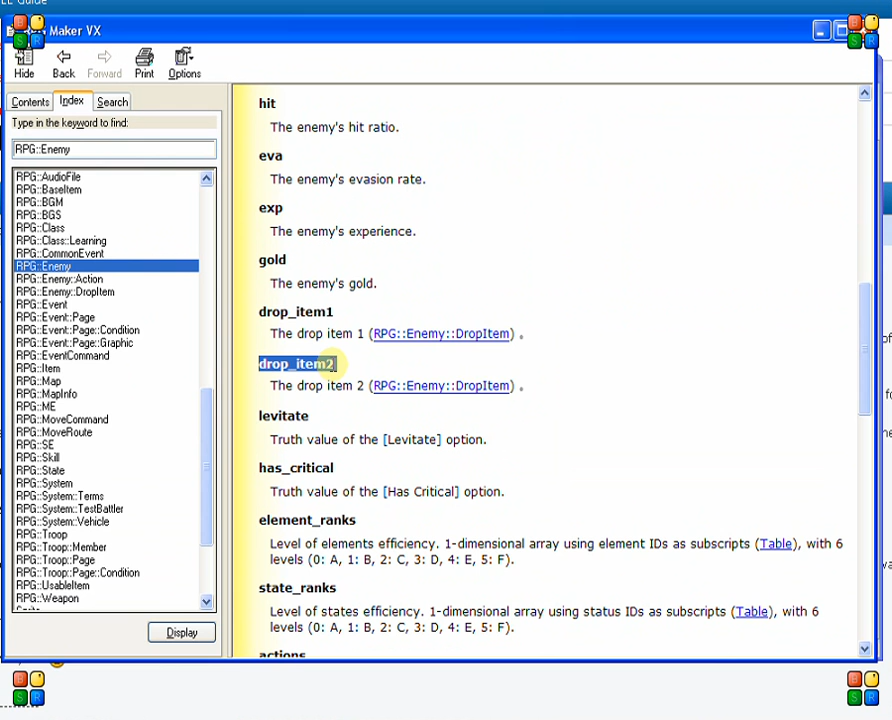 EE Guide
Maker VX
Hide
Back
Forward
Print
Options
Contents
Index
Search
Type in the keyword to find:
RPG::Enemy
RPG::AudioFile
RPG::BaseItem
RPG::BGM
RPG::BGS
RPG::Class
RPG::Class::Learning
RPG::CommonEvent
RPG::Enemy
RPG::Enemy::Action
RPG::Enemy::DropItem
RPG::Event
RPG::Event::Page
RPG::Event::Page::Condition
RPG::Event::Page::Graphic
RPG::EventCommand
RPG::Item
RPG::Map
RPG::MapInfo
RPG::ME
RPG::MoveCommand
RPG::MoveRoute
RPG::SE
RPG::Skill
RPG::State
RPG::System
RPG::System::Terms
RPG::System::TestBattler
RPG::System::Vehicle
RPG::Troop
RPG::Troop::Member
RPG::Troop::Page
RPG::Troop::Page::Condition
RPG::UsableItem
RPG::Weapon
Display
hit
The enemy's hit ratio.
eva
The enemy's evasion rate.
exp
The enemy's experience.
gold
The enemy's gold.
drop_item1
The drop item 1 (RPG::Enemy::DropItem) 。
drop_item2
The drop item 2 (RPG::Enemy::DropItem) 。
levitate
Truth value of the [Levitate] option.
has_critical
Truth value of the [Has Critical] option.
element_ranks
Level of elements efficiency. 1-dimensional array using element IDs as subscripts (Table), with 6
levels (0: A, 1: B, 2: C, 3: D, 4: E, 5: F).
state_ranks
Level of states efficiency. 1-dimensional array using status IDs as subscripts (Table), with 6
levels (0: A, 1: B, 2: C, 3: D, 4: E, 5: F).
actions
B
S
R
B
S
R
B
S
R
B
S
R